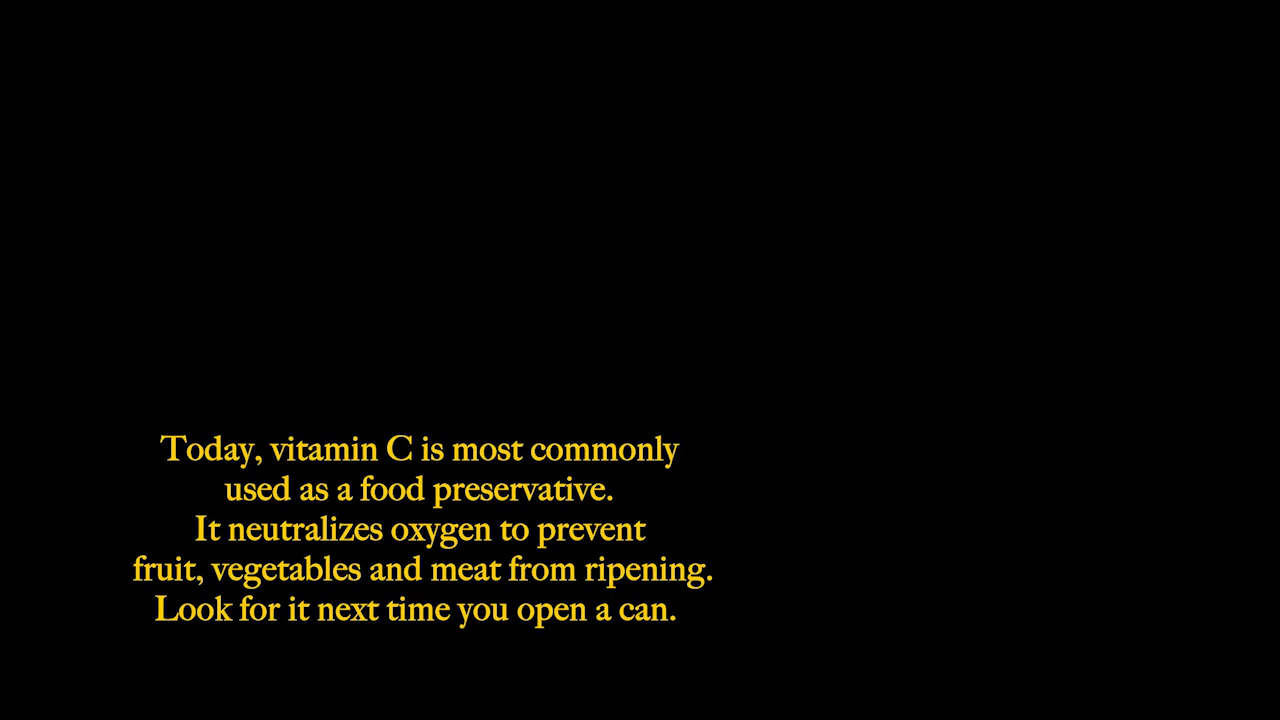 Today, vitamin C is most commonly
used as a food preservative.
It neutralizes oxygen to prevent
fruit, vegetables and meat from ripening.
Look for it next time you open a can.